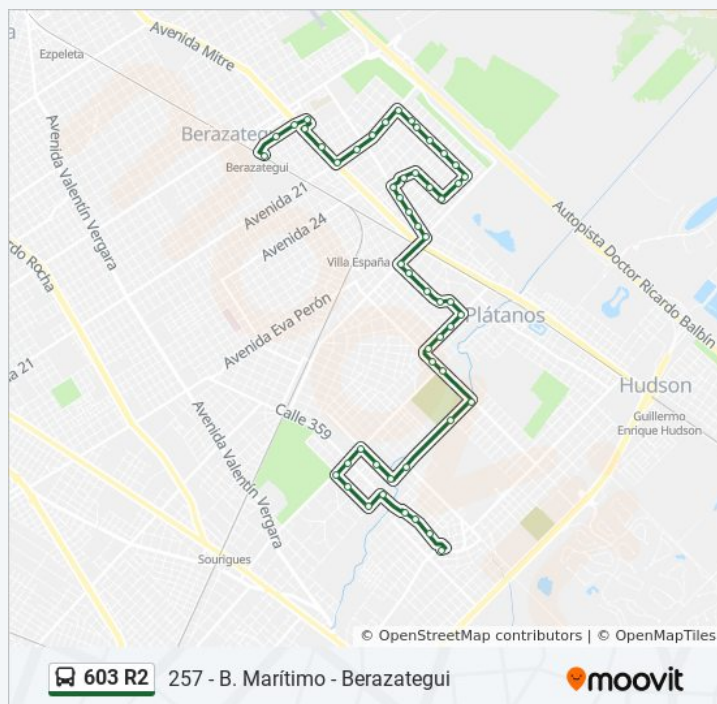 Ezpeleta
Avenida Mitre
Berazategu
Berazategui
Avenida Valentín Vergara
Avenida 21
Avenida 24
Villa España
Autopista Doctor Ricardo Balbín
ardo Rocha
Plátanos
Avenida Eva Perón
a 21
Hudson
Guillermo
Enrique Hudson
Calle 359
Avenida Valentín Vergara
Sourigues
© OpenStreetMap contributors | © OpenMapTiles
603 R2
257 - B. Marítimo - Berazategui
moovit